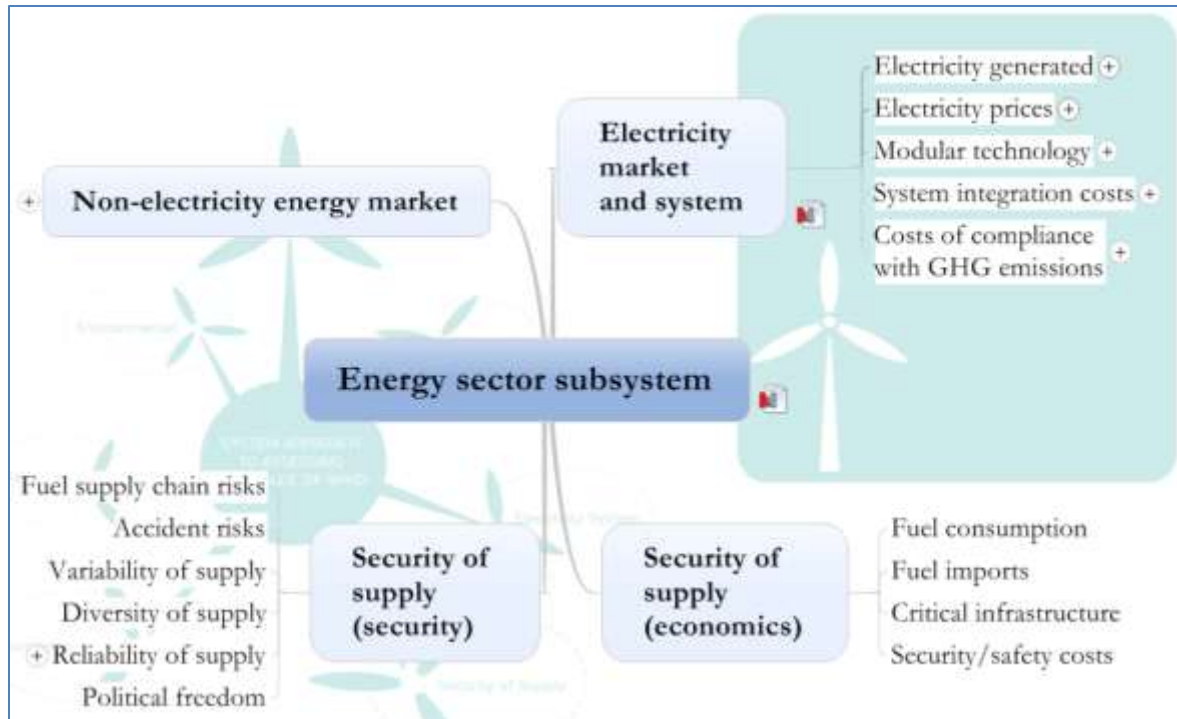 Electricity generated
Electricity prices
Modular technology
System integration costs
Costs of compliance
with GHG emissions
Electricity
market
and system
Non-electricity energy market
Energy sector subsystem
Fuel supply chain risks
Accident risks
Variability of supply
Diversity of supply
Reliability of supply
Political freedom
Security of
supply
(security)
Security of
supply
(economics)
Fuel consumption
Fuel imports
Critical infrastructure
Security/safety costs
Security of Supply